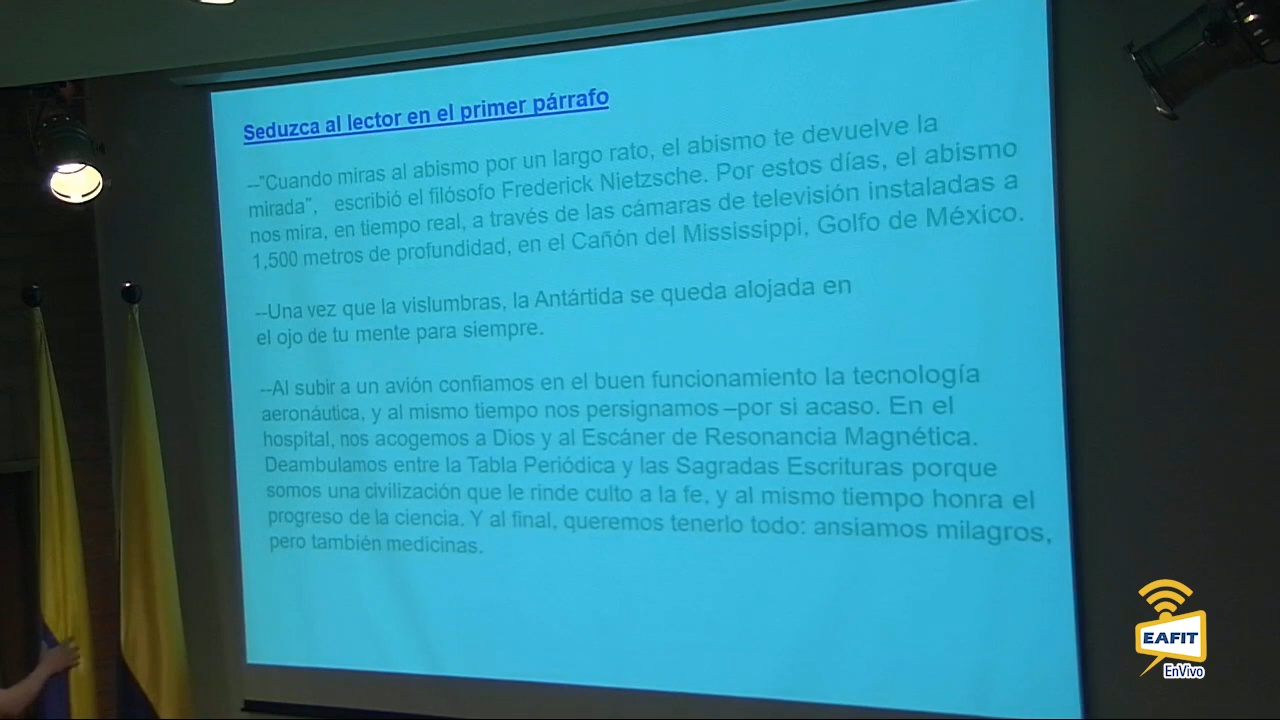 Seduzca al lector en el primer párrafo
--"Cuando miras al abismo por un largo rato, el abismo te devuelve la
mirada", escribió el filósofo Frederick Nietzsche. Por estos días, el abismo
nos mira, en tiempo real, a través de las cámaras de televisión instaladas a
1,500 metros de profundidad, en el Cañón del Mississippi, Golfo de México.
--Una vez que la vislumbras, la Antártida se queda alojada en
el ojo de tu mente para siempre.
--Al subir a un avión confiamos en el buen funcionamiento la tecnología
aeronáutica, y al mismo tiempo nos persignamos –por si acaso. En el
hospital, nos acogemos a Dios y al Escáner de Resonancia Magnética.
Deambulamos entre la Tabla Periódica y las Sagradas Escrituras porque
somos una civilización que le rinde culto a la fe, y al mismo tiempo honra el
progreso de la ciencia. Y al final, queremos tenerlo todo: ansiamos milagros,
pero también medicinas.
EAFIT
EnVivo